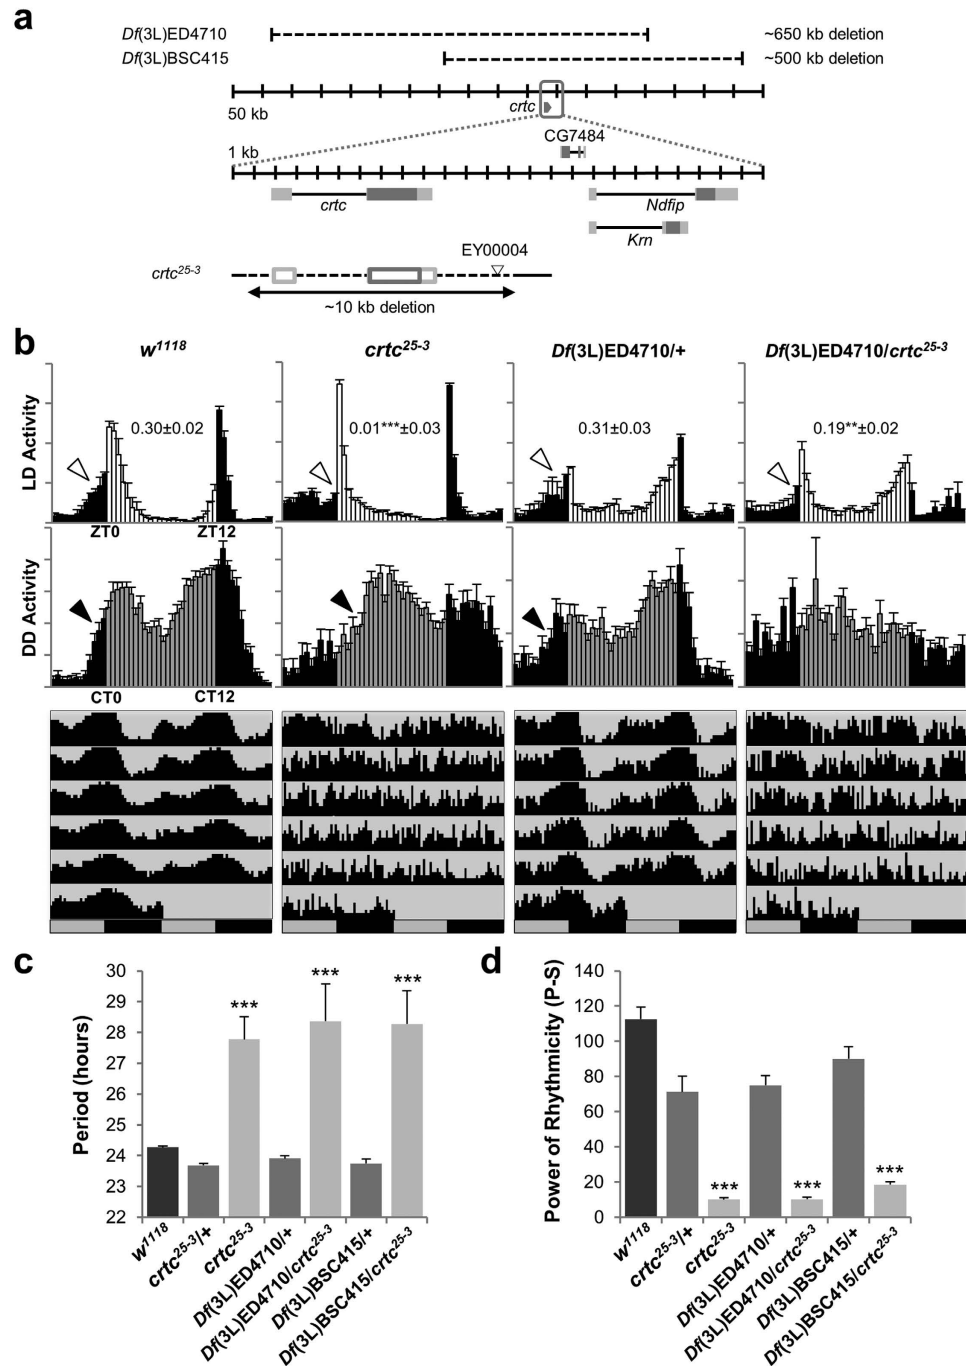 a
Df(3L)ED4710
~650 kb deletion
Df(3L)BSC415
~500 kb deletion
crtc
50 kb
CG7484
1 kb
crtc
Ndfip
Krn
EY00004
crtc25-3
~10 kb deletion
b
w1118
crtc25-3
Df(3L)ED4710/+
Df(3L)ED4710/crtc25-3
LD Activity
0.30±0.02
0.01***±0.03
0.31±0.03
0.19**±0.02
ZT0
ZT12
DD Activity
CT0
CT12
c
Period (hours)
30
29
28
27
26
25
24
23
22
***
***
***
w1118
crtc25-3/+
crtc25-3
Df(3L)ED4710/+
Df(3L)ED4710/crtc25-3
Df(3L)BSC415/+
Df(3L)BSC415/crtc25-3
d
Power of Rhythmicity (P-S)
140
120
100
80
60
40
20
0
***
***
***
w1118
crtc25-3/+
crtc25-3
Df(3L)ED4710/+
Df(3L)ED4710/crtc25-3
Df(3L)BSC415/+
Df(3L)BSC415/crtc25-3